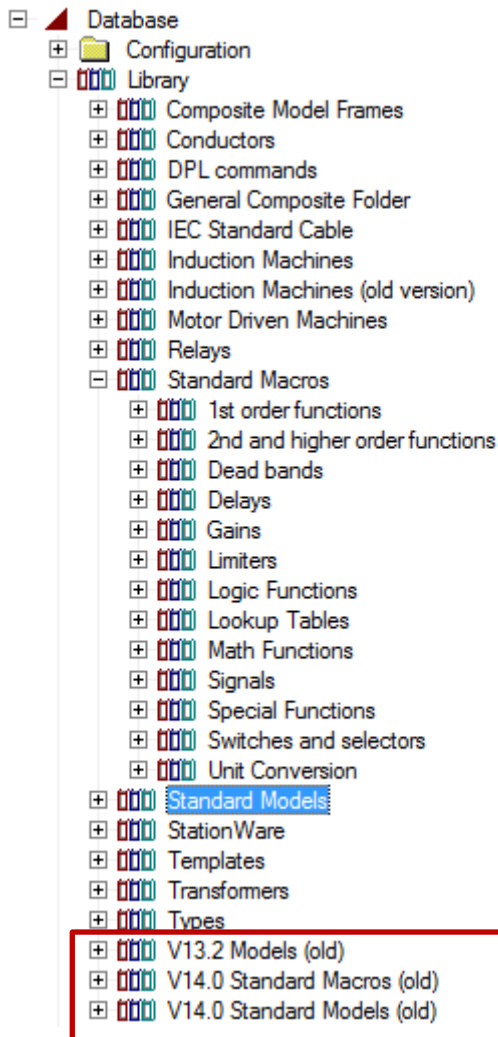 Database
Configuration
Library
Composite Model Frames
Conductors
DPL commands
General Composite Folder
IEC Standard Cable
Induction Machines
Induction Machines (old version)
Motor Driven Machines
Relays
Standard Macros
1st order functions
2nd and higher order functions
Dead bands
Delays
Gains
Limiters
Logic Functions
Lookup Tables
Math Functions
Signals
Special Functions
Switches and selectors
Unit Conversion
Standard Models
StationWare
Templates
Transformers
Types
V13.2 Models (old)
V14.0 Standard Macros (old)
V14.0 Standard Models (old)